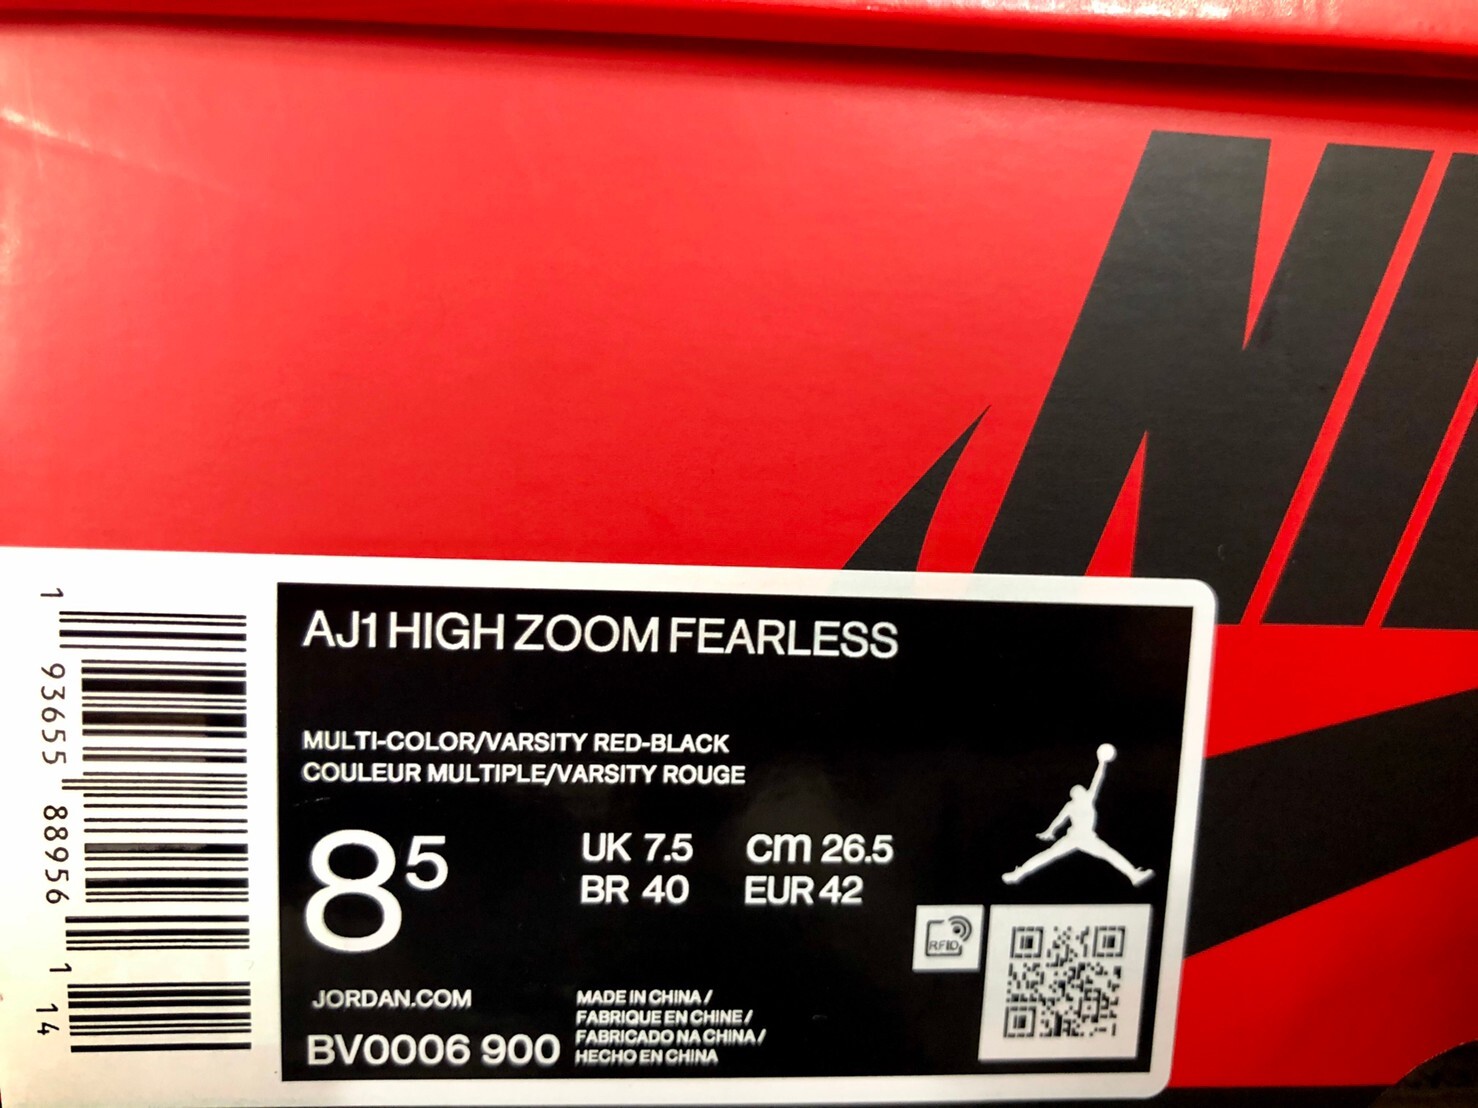 NI
AJ1 HIGH ZOOM FEARLESS
MULTI-COLOR/VARSITY RED-BLACK
COULEUR MULTIPLE/VARSITY ROUGE
8 5
UK 7.5 cm 26.5
BR 40 EUR 42
RFID
JORDAN.COM
BV0006 900
MADE IN CHINA /
FABRIQUE EN CHINE /
FABRICADO NA CHINA /
HECHO EN CHINA
1 93655 88956 1 14